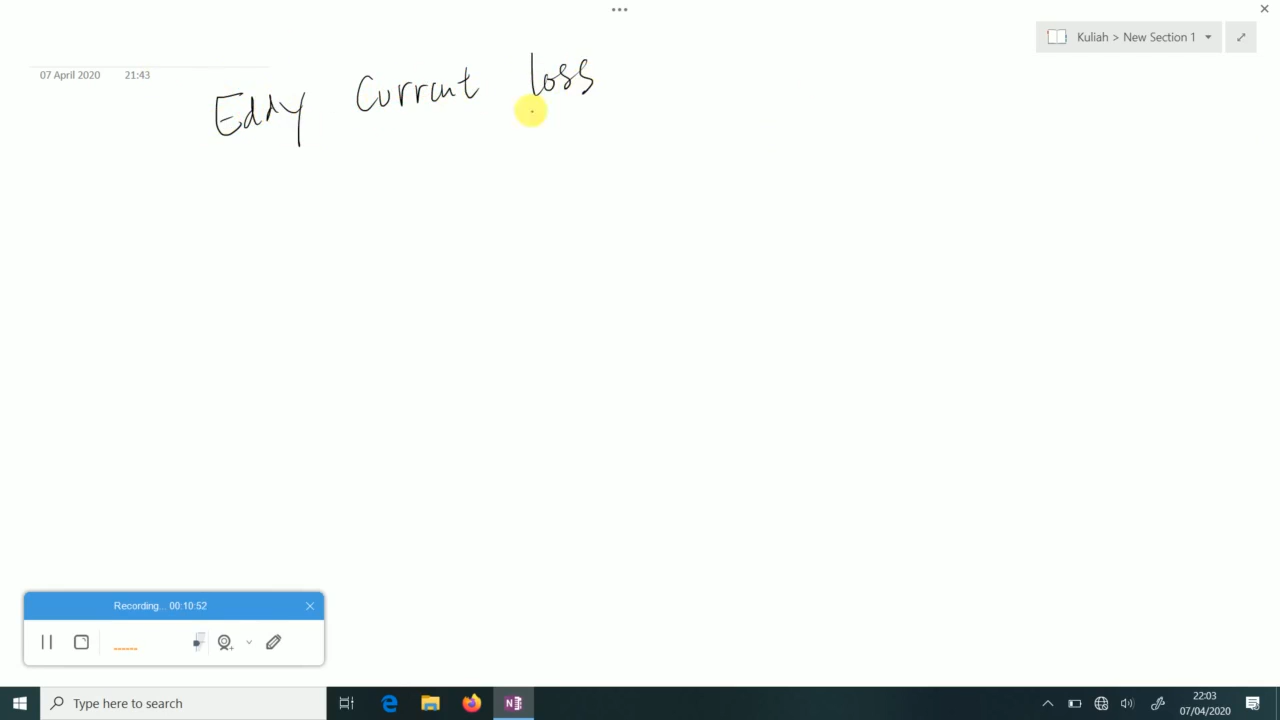 Kuliah > New Section 1
07 April 2020 21:43
Eddy Current loss
Recording... 00:10:52
Type here to search
22:03
07/04/2020